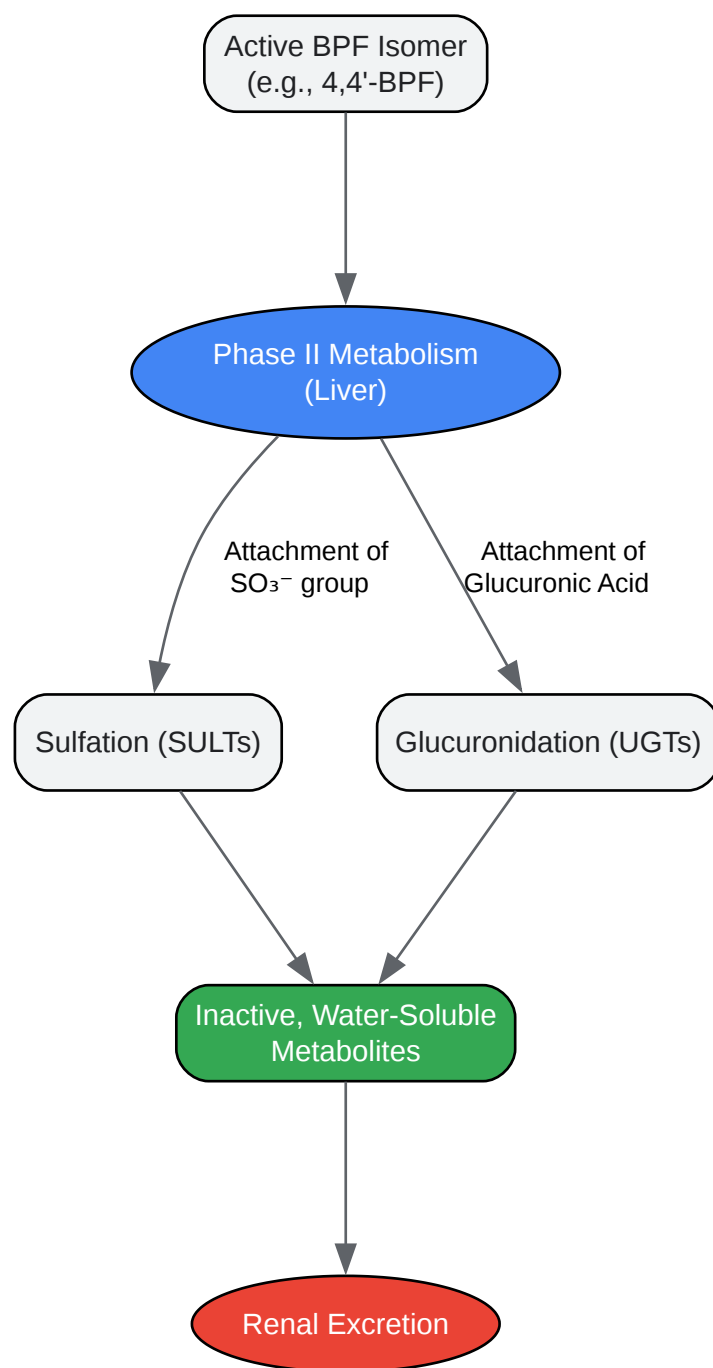 Active BPF Isomer
(e.g., 4,4'-BPF)
Phase II Metabolism
(Liver)
Attachment of
SO₃⁻ group
Attachment of
Glucuronic Acid
Sulfation (SULTs)
Glucuronidation (UGTs)
Inactive, Water-Soluble
Metabolites
Renal Excretion